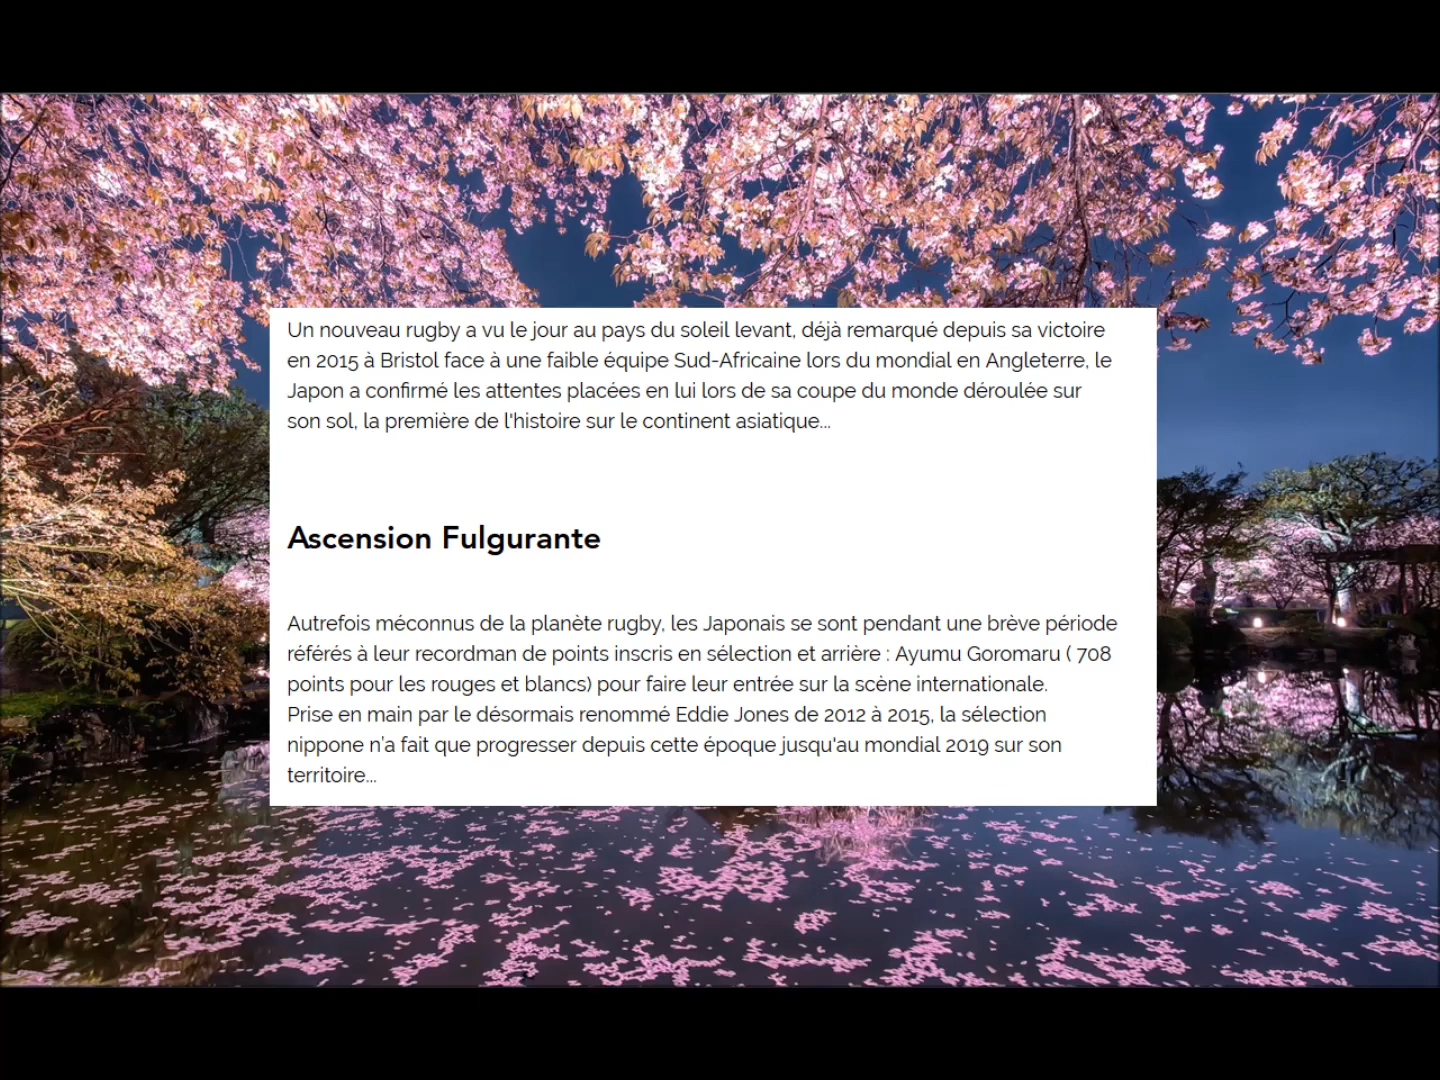 Un nouveau rugby a vu le jour au pays du soleil levant, déjà remarqué depuis sa victoire
en 2015 à Bristol face à une faible équipe Sud-Africaine lors du mondial en Angleterre, le
Japon a confirmé les attentes placées en lui lors de sa coupe du monde déroulée sur
son sol, la première de l'histoire sur le continent asiatique...
Ascension Fulgurante
Autrefois méconnus de la planète rugby, les Japonais se sont pendant une brève période
référés à leur recordman de points inscris en sélection et arrière : Ayumu Goromaru ( 708
points pour les rouges et blancs) pour faire leur entrée sur la scène internationale.
Prise en main par le désormais renommé Eddie Jones de 2012 à 2015, la sélection
nippone n'a fait que progresser depuis cette époque jusqu'au mondial 2019 sur son
territoire...